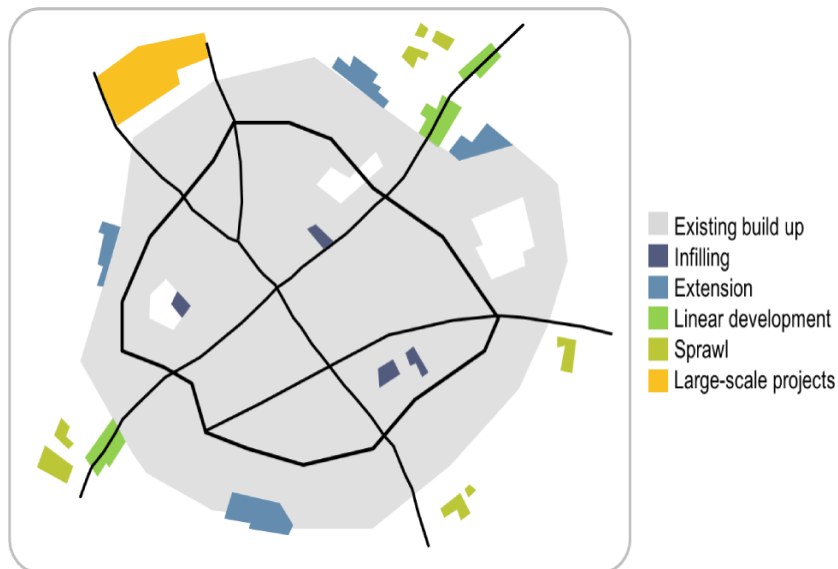 Existing build up
Infilling
Extension
Linear development
Sprawl
Large-scale projects